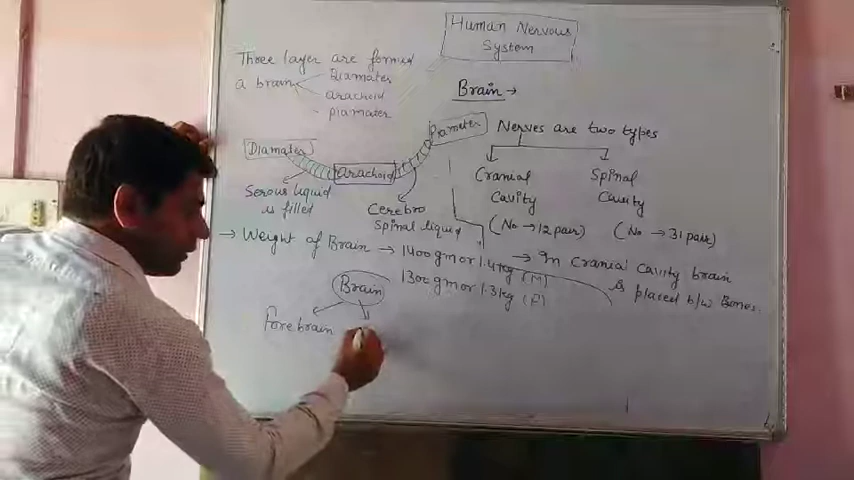 Human Nervous
System
Three layer are formed
a brain
Diamater
arachoid
piamater
Brain →
Diamater
arachoid
Piameter
Serous liquid
is filled
Cerebro
Spinal liquid
Nerves are two types
Cranial
Cavity
(No → 12 pair)
Spinal
Cavity
(No → 31 pair)
→ Weight of Brain → 1400 gm or 1.4 kg (M)
1300 gm or 1.3 kg (F)
→ In cranial cavity brain
is placed b/w Bones.
Brain
Forebrain